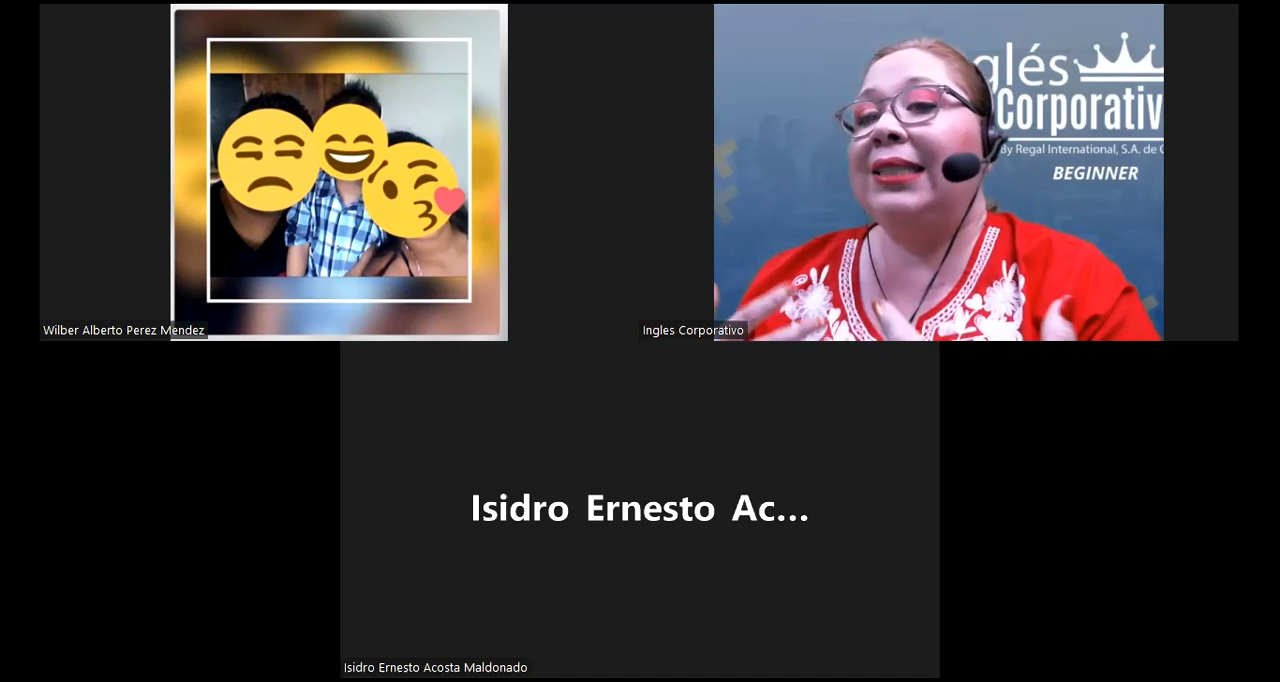 glés
Corporativ
By Regal International, S.A. de C
BEGINNER
Wilber Alberto Perez Mendez
Ingles Corporativo
Isidro Ernesto Ac...
Isidro Ernesto Acosta Maldonado